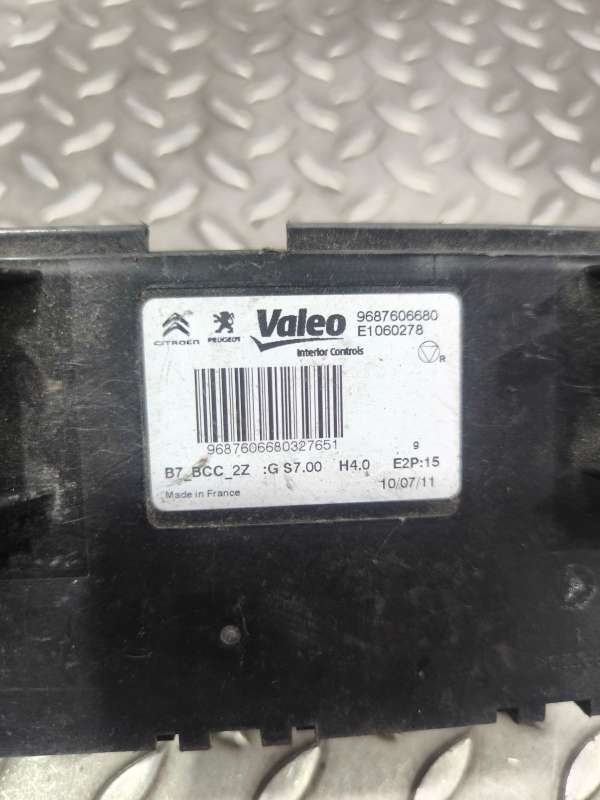 CITROËN PEUGEOT Valeo 9687606680
E1060278
Interior Controls
R
9687606680327651
9
B7_BCC_2Z :G S7.00 H4.0 E2P:15
Made in France 10/07/11